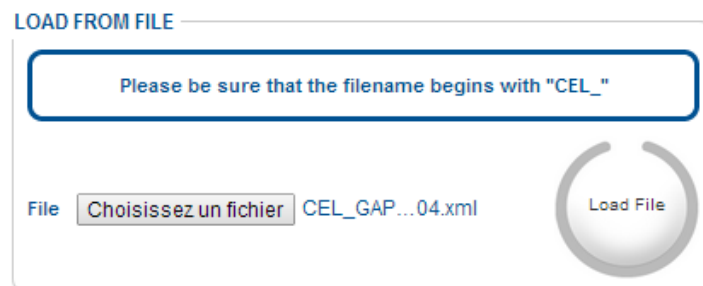 LOAD FROM FILE
Please be sure that the filename begins with "CEL_"
File Choisissez un fichier CEL_GAP...04.xml Load File